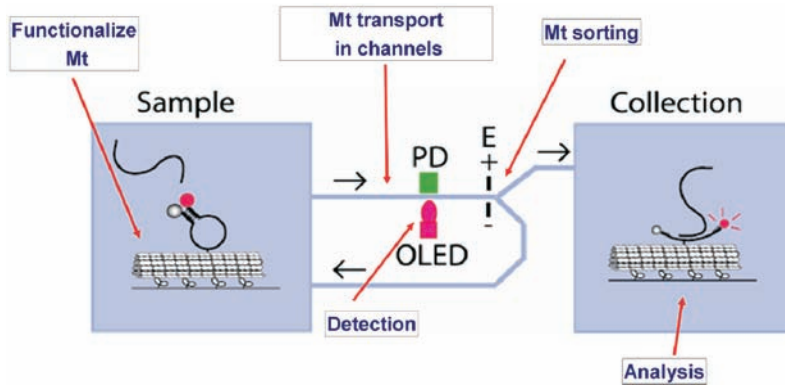 Functionalize
Mt
Mt transport
in channels
Mt sorting
Sample
Collection
PD
E
+
-
OLED
Detection
Analysis